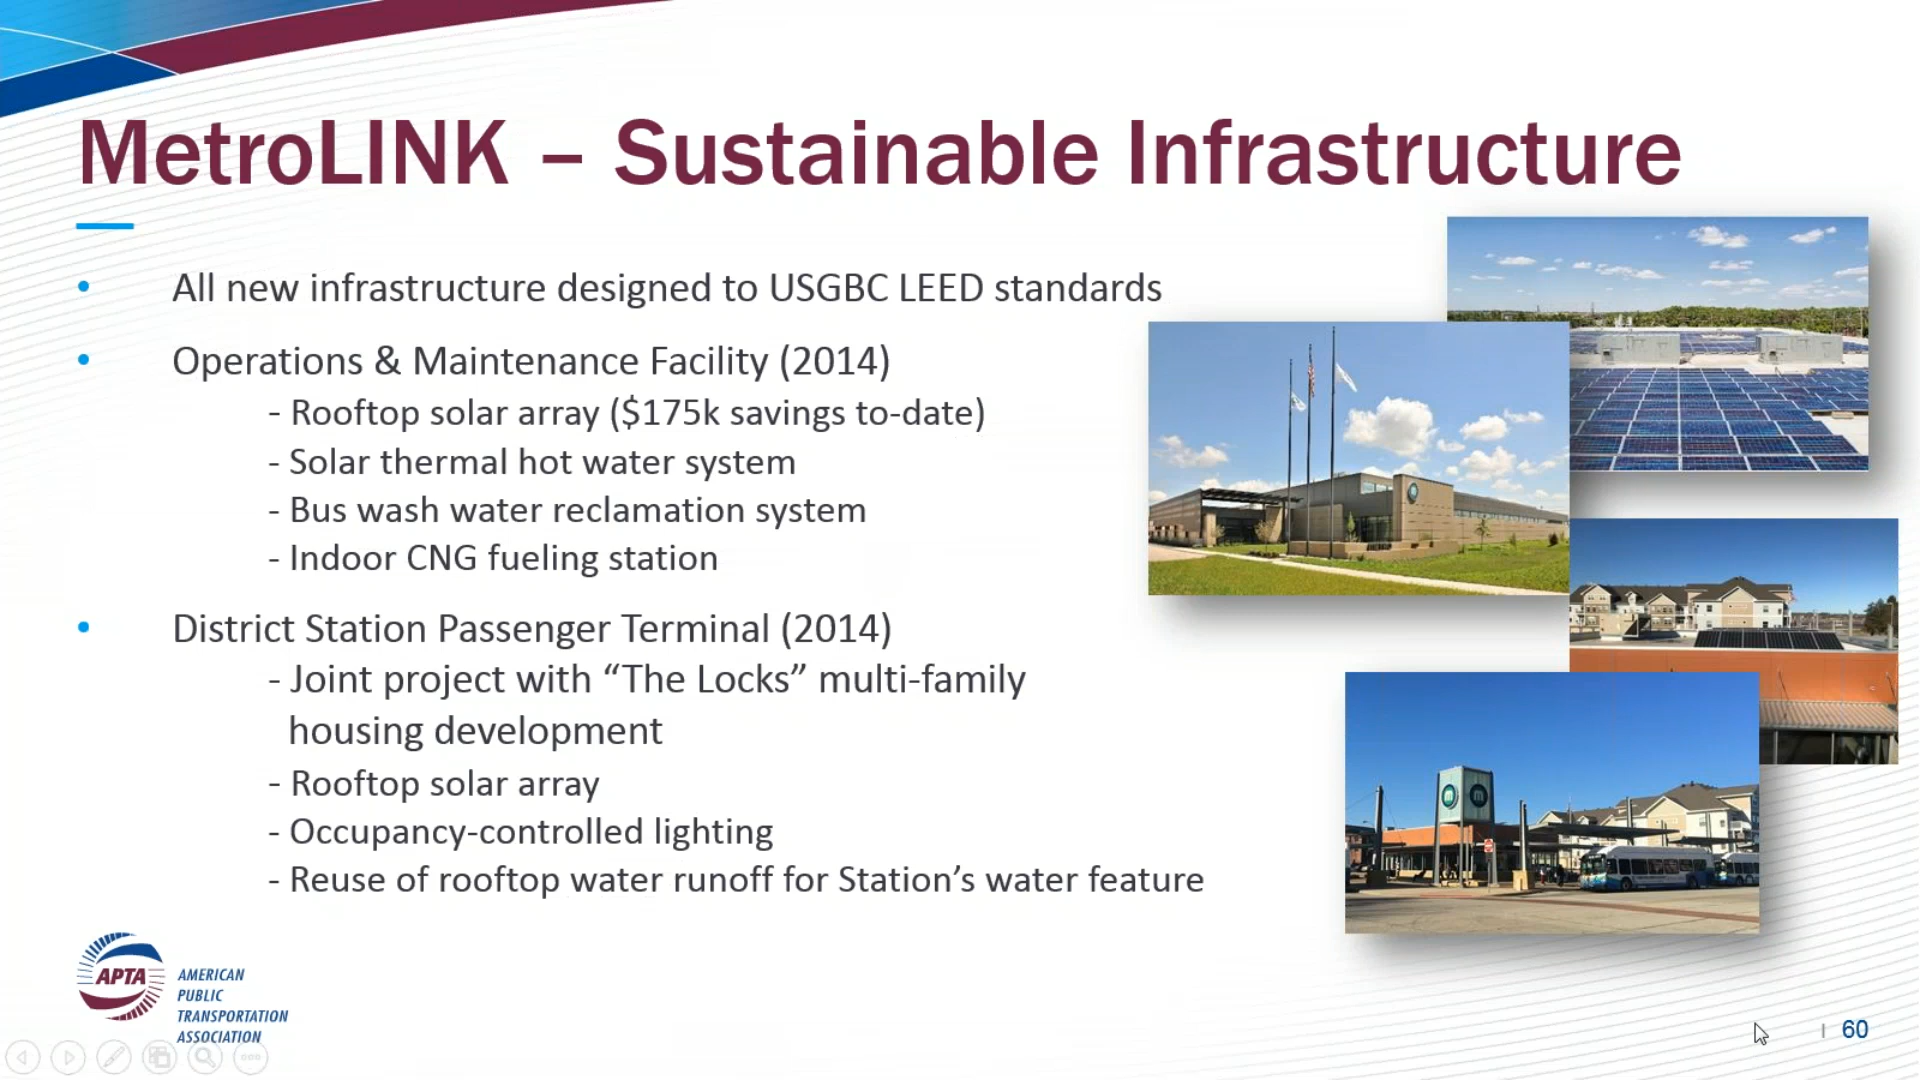 MetroLINK – Sustainable Infrastructure
• All new infrastructure designed to USGBC LEED standards
• Operations & Maintenance Facility (2014)
- Rooftop solar array ($175k savings to-date)
- Solar thermal hot water system
- Bus wash water reclamation system
- Indoor CNG fueling station
• District Station Passenger Terminal (2014)
- Joint project with “The Locks” multi-family
housing development
- Rooftop solar array
- Occupancy-controlled lighting
- Reuse of rooftop water runoff for Station’s water feature
APTA
AMERICAN
PUBLIC
TRANSPORTATION
ASSOCIATION
| 60